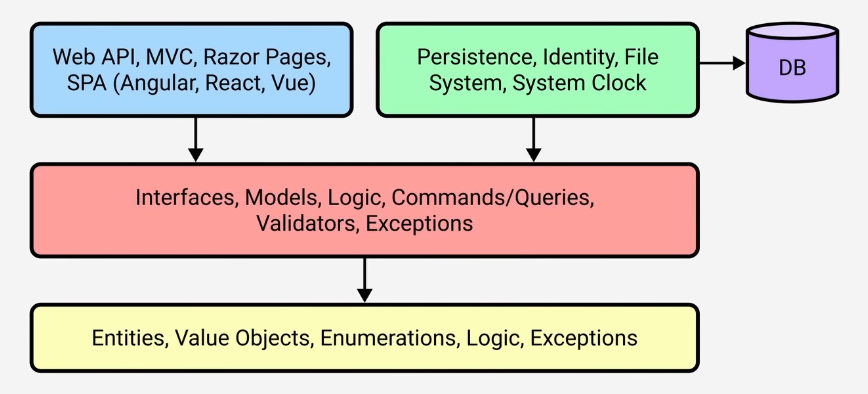 Web API, MVC, Razor Pages,
SPA (Angular, React, Vue)
Persistence, Identity, File
System, System Clock
DB
Interfaces, Models, Logic, Commands/Queries,
Validators, Exceptions
Entities, Value Objects, Enumerations, Logic, Exceptions